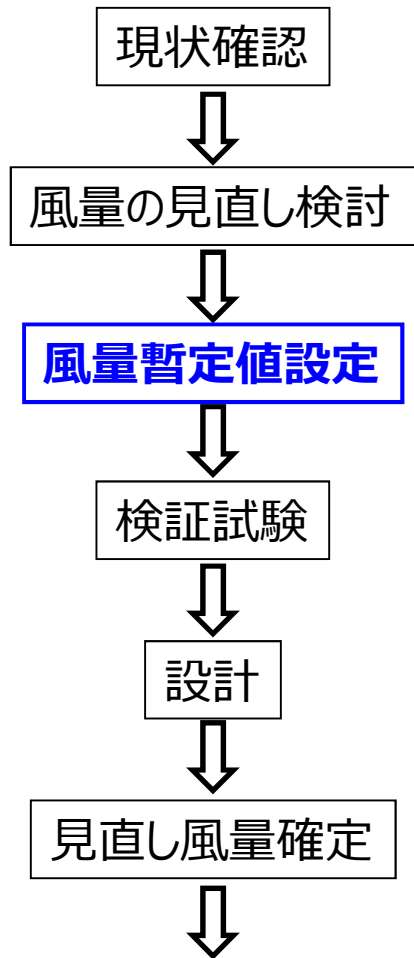 現状確認
風量の見直し検討
風量暫定値設定
検証試験
設計
見直し風量確定